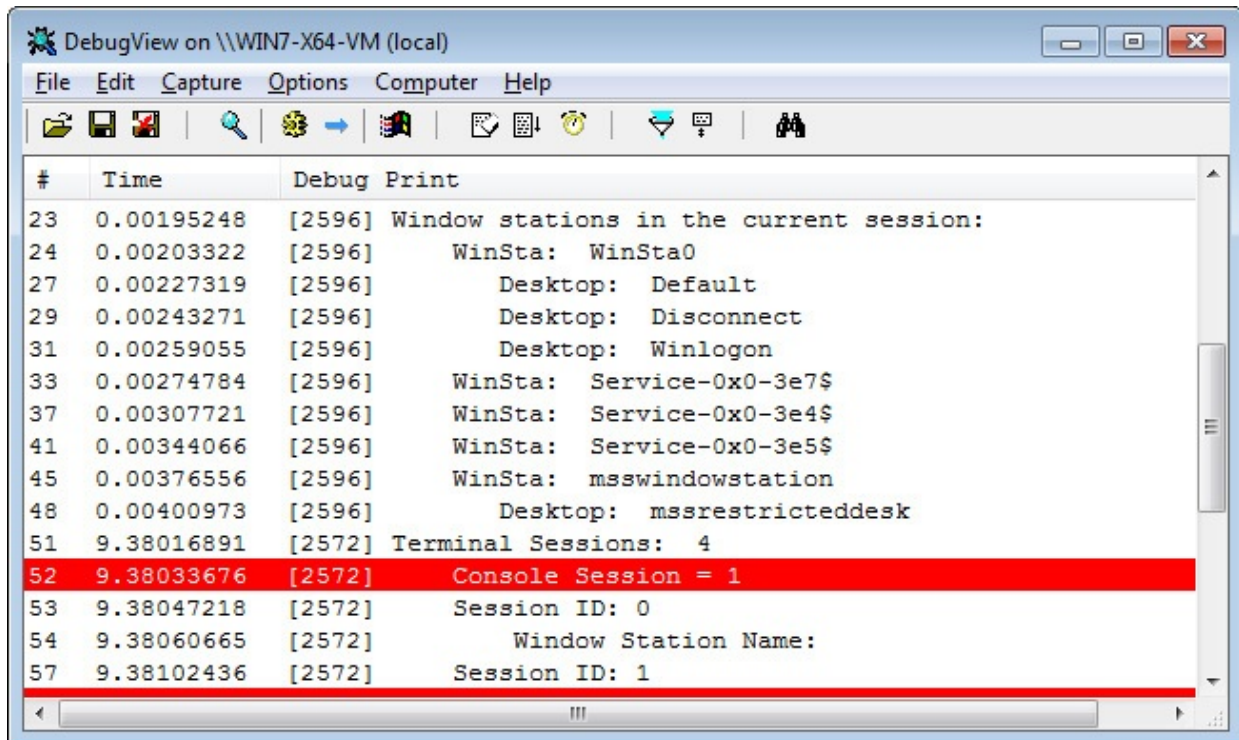 DebugView on \\WIN7-X64-VM (local)
File Edit Capture Options Computer Help
# Time Debug Print
23 0.00195248 [2596] Window stations in the current session:
24 0.00203322 [2596] WinSta: WinSta0
27 0.00227319 [2596] Desktop: Default
29 0.00243271 [2596] Desktop: Disconnect
31 0.00259055 [2596] Desktop: Winlogon
33 0.00274784 [2596] WinSta: Service-0x0-3e7$
37 0.00307721 [2596] WinSta: Service-0x0-3e4$
41 0.00344066 [2596] WinSta: Service-0x0-3e5$
45 0.00376556 [2596] WinSta: msswindowstation
48 0.00400973 [2596] Desktop: mssrestricteddesk
51 9.38016891 [2572] Terminal Sessions: 4
52 9.38033676 [2572] Console Session = 1
53 9.38047218 [2572] Session ID: 0
54 9.38060665 [2572] Window Station Name:
57 9.38102436 [2572] Session ID: 1